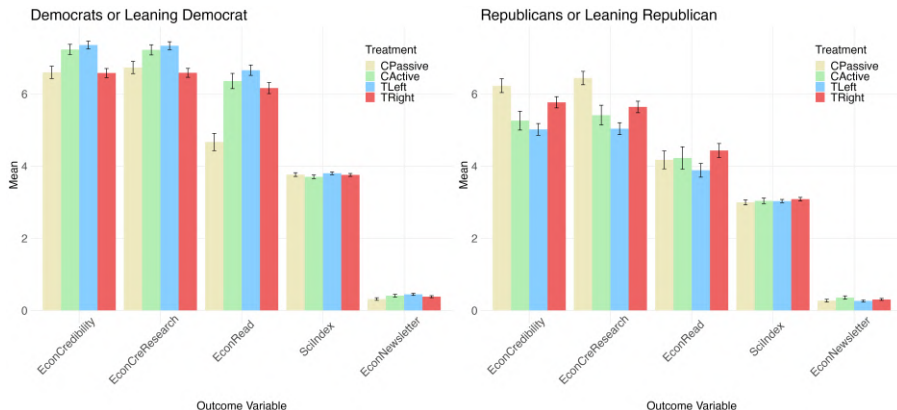 Democrats or Leaning Democrat
Treatment
CPassive
CActive
TLeft
TRight
Mean
6
4
2
0
EconCredibility
EconCreResearch
EconRead
SciIndex
EconNewsletter
Outcome Variable
Republicans or Leaning Republican
Treatment
CPassive
CActive
TLeft
TRight
Mean
6
4
2
0
EconCredibility
EconCreResearch
EconRead
SciIndex
EconNewsletter
Outcome Variable